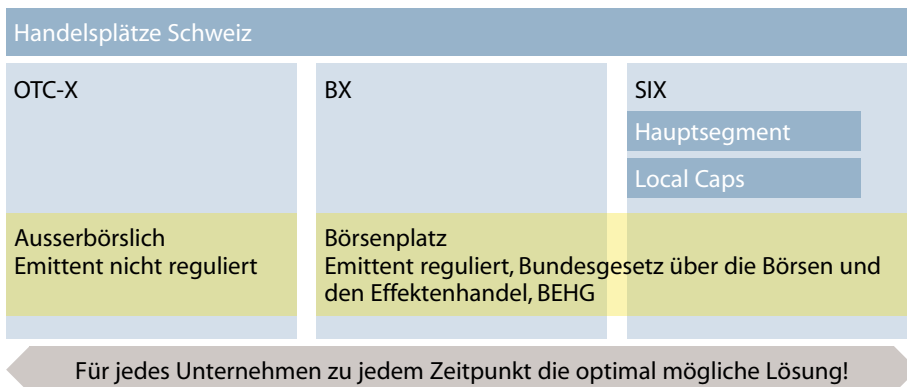 Handelsplätze Schweiz
OTC-X
BX
SIX
Hauptsegment
Local Caps
Ausserbörslich
Emittent nicht reguliert
Börsenplatz
Emittent reguliert, Bundesgesetz über die Börsen und
den Effektenhandel, BEHG
Für jedes Unternehmen zu jedem Zeitpunkt die optimal mögliche Lösung!